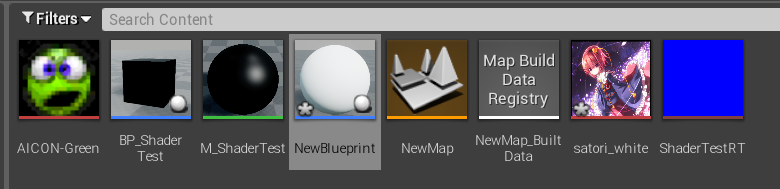 Filters
Search Content
Map Build
Data
Registry
AICON-Green
BP_Shader
Test
M_ShaderTest
NewBlueprint
NewMap
NewMap_Built
Data
satori_white
ShaderTestRT